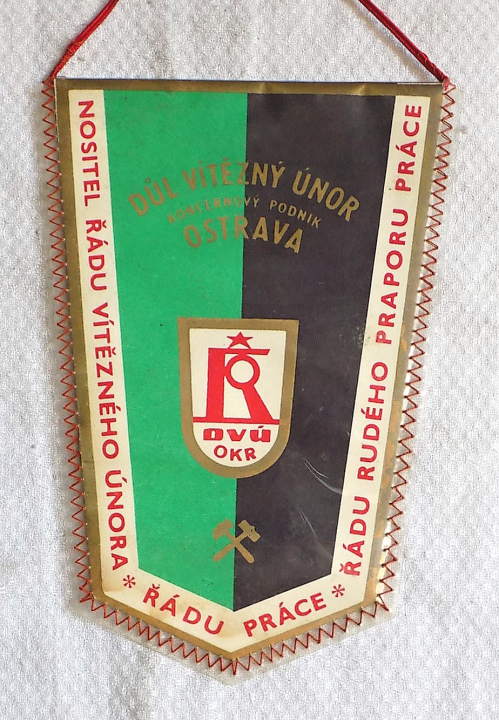 DŮL VÍTĚZNÝ ÚNOR
KONCERNOVÝ PODNIK
OSTRAVA
DVÚ
OKR
NOSITEL ŘÁDU VÍTĚZNÉHO ÚNORA * ŘÁDU PRÁCE * ŘÁDU RUDÉHO PRAPORU PRÁCE